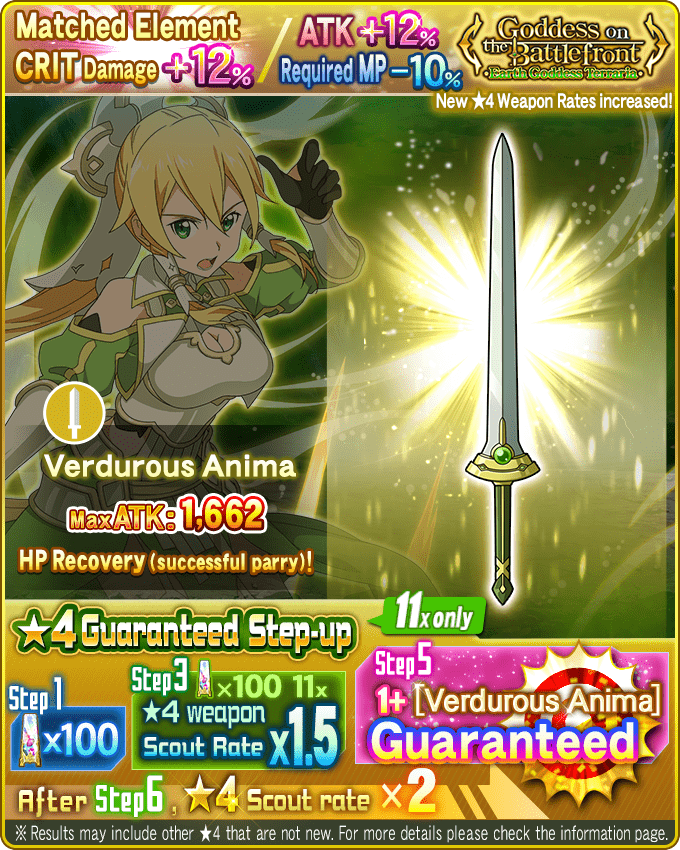 Matched Element
CRIT Damage +12%
ATK +12%
Required MP -10%
Goddess on
the Battlefront
· Earth Goddess Terraria ·
New ★4 Weapon Rates increased!
Verdurous Anima
Max ATK: 1,662
HP Recovery (successful parry)!
★4 Guaranteed Step-up
11x only
Step 1
x100
Step 3
x100 11x
★4 weapon
Scout Rate x1.5
Step 5
1+ [Verdurous Anima]
Guaranteed
After Step6, ★4 Scout rate x2
※ Results may include other ★4 that are not new. For more details please check the information page.